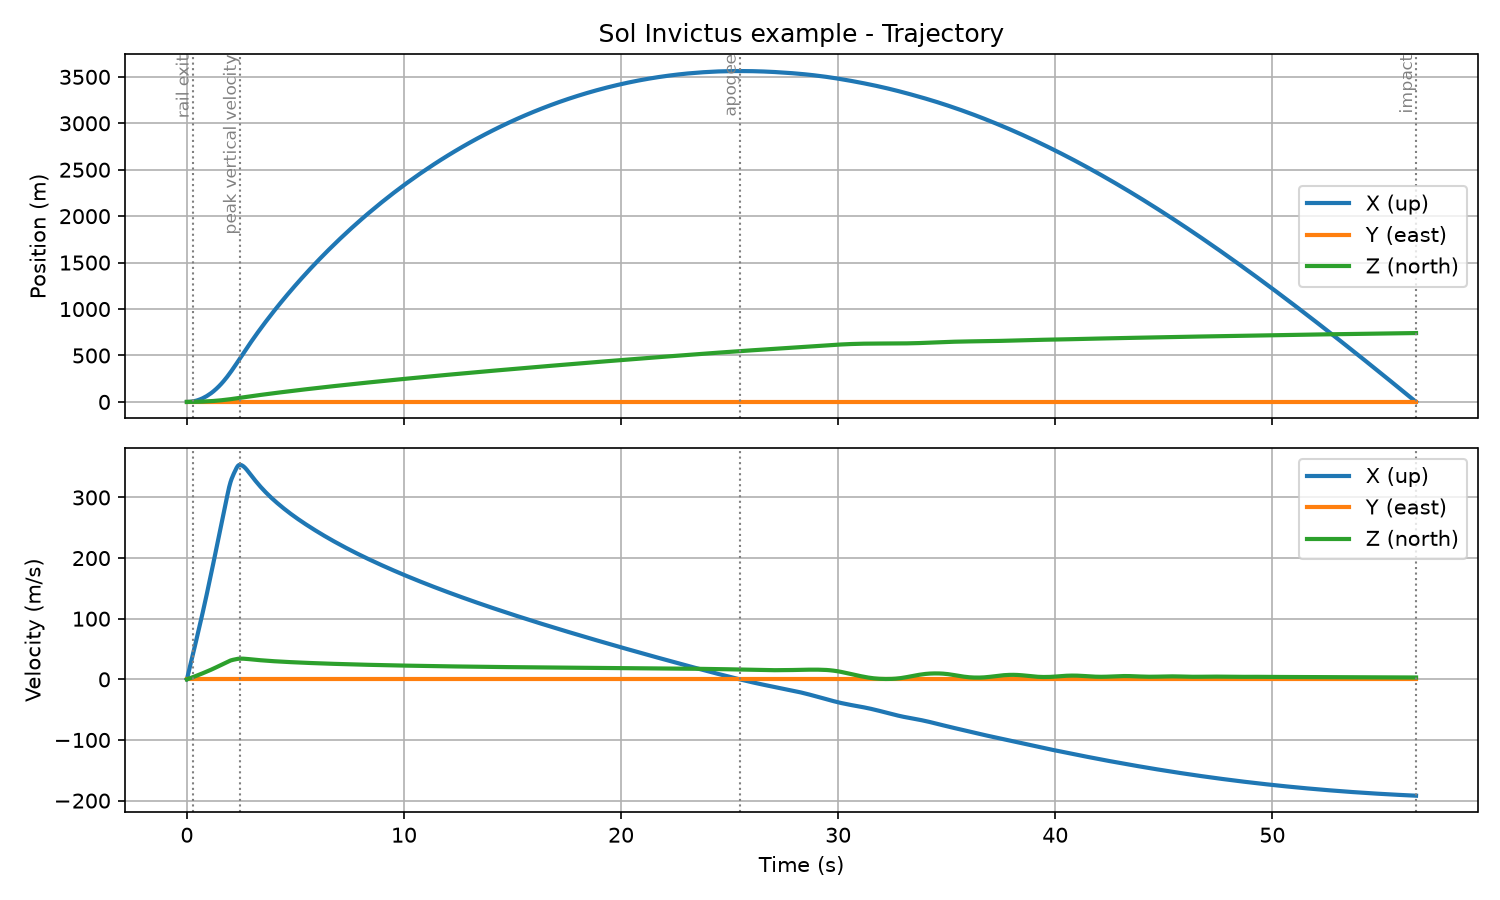 Sol Invictus example - Trajectory
rail exit
peak vertical velocity
apogee
impact
Position (m)
3500
3000
2500
2000
1500
1000
500
0
X (up)
Y (east)
Z (north)
Velocity (m/s)
300
200
100
0
−100
−200
X (up)
Y (east)
Z (north)
0 10 20 30 40 50
Time (s)